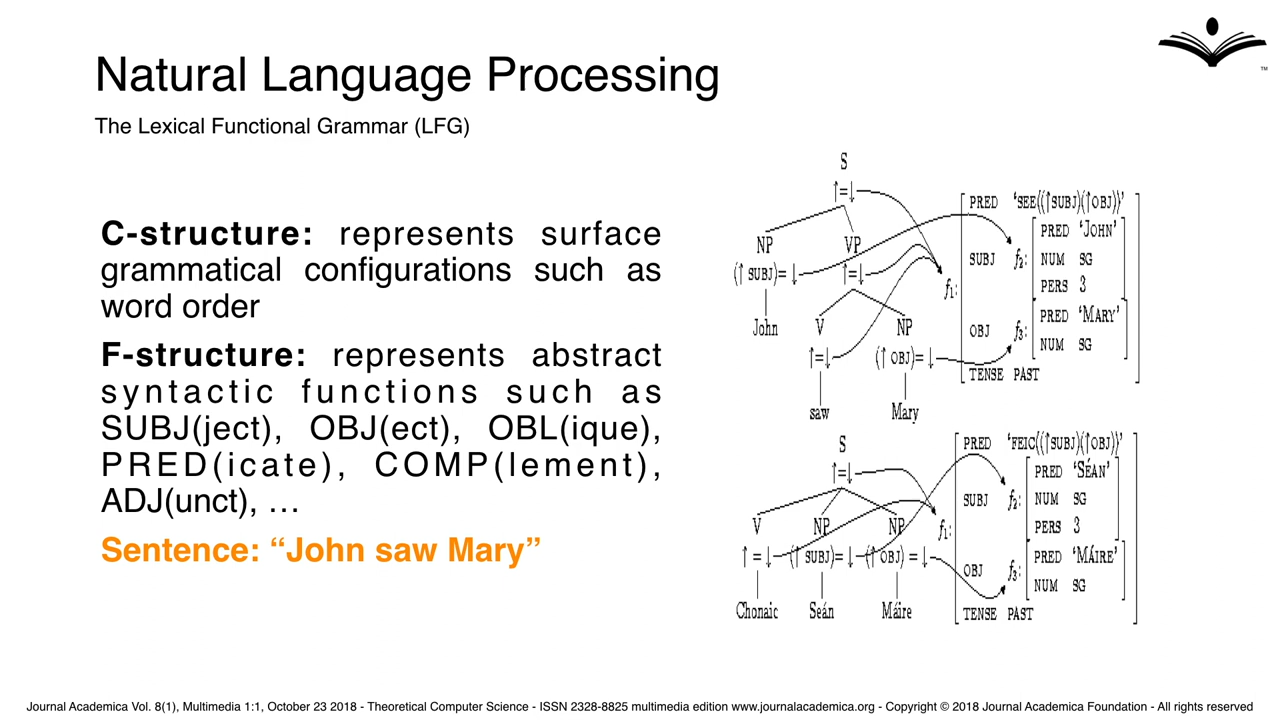 Natural Language Processing
The Lexical Functional Grammar (LFG)
TM
C-structure: represents surface
grammatical configurations such as
word order
F-structure: represents abstract
syntactic functions such as
SUBJ(ject), OBJ(ect), OBL(ique),
PRED(icate), COMP(lement),
ADJ(unct), …
Sentence: “John saw Mary”
S
↑=↓
NP VP
(↑ SUBJ)=↓ ↑=↓
John V NP
↑=↓ (↑ OBJ)=↓
saw Mary
f₁:
PRED ‘SEE⟨(↑SUBJ)(↑OBJ)⟩’
SUBJ f₂:
PRED ‘JOHN’
NUM SG
PERS 3
OBJ f₃:
PRED ‘MARY’
NUM SG
TENSE PAST
S
↑=↓
V NP NP
↑=↓ (↑ SUBJ)=↓ (↑ OBJ)=↓
Chonaic Seán Máire
f₁:
PRED ‘FEIC⟨(↑SUBJ)(↑OBJ)⟩’
SUBJ f₂:
PRED ‘SEÁN’
NUM SG
PERS 3
OBJ f₃:
PRED ‘MÁIRE’
NUM SG
TENSE PAST
Journal Academica Vol. 8(1), Multimedia 1:1, October 23 2018 - Theoretical Computer Science - ISSN 2328-8825 multimedia edition www.journalacademica.org - Copyright © 2018 Journal Academica Foundation - All rights reserved